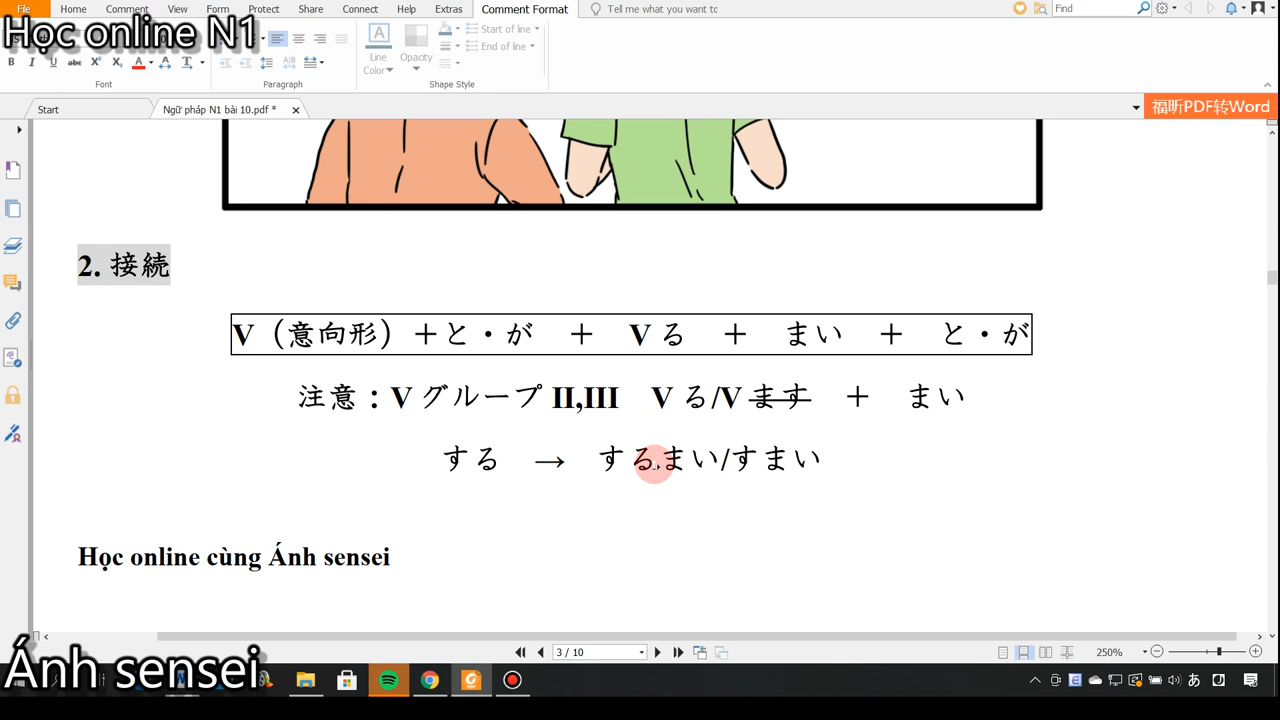 File Home Comment View Form Protect Share Connect Help Extras Comment Format Tell me what you want to Find
Học online N1
Start of line
End of line
Line Color
Opacity
Font Paragraph Shape Style
Start Ngữ pháp N1 bài 10.pdf *
福昕PDF转Word
2. 接続
V（意向形）＋と・が ＋ Vる ＋ まい ＋ と・が
注意：VグループII,III Vる/Vます ＋ まい
する → するまい/すまい
Học online cùng Ánh sensei
3 / 10
250%
Ánh sensei